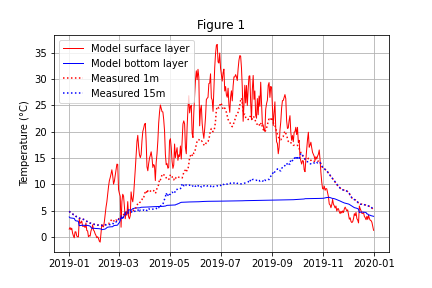 Figure 1
Model surface layer
Model bottom layer
Measured 1m
Measured 15m
Temperature (°C)
35
30
25
20
15
10
5
0
2019-01 2019-03 2019-05 2019-07 2019-09 2019-11 2020-01